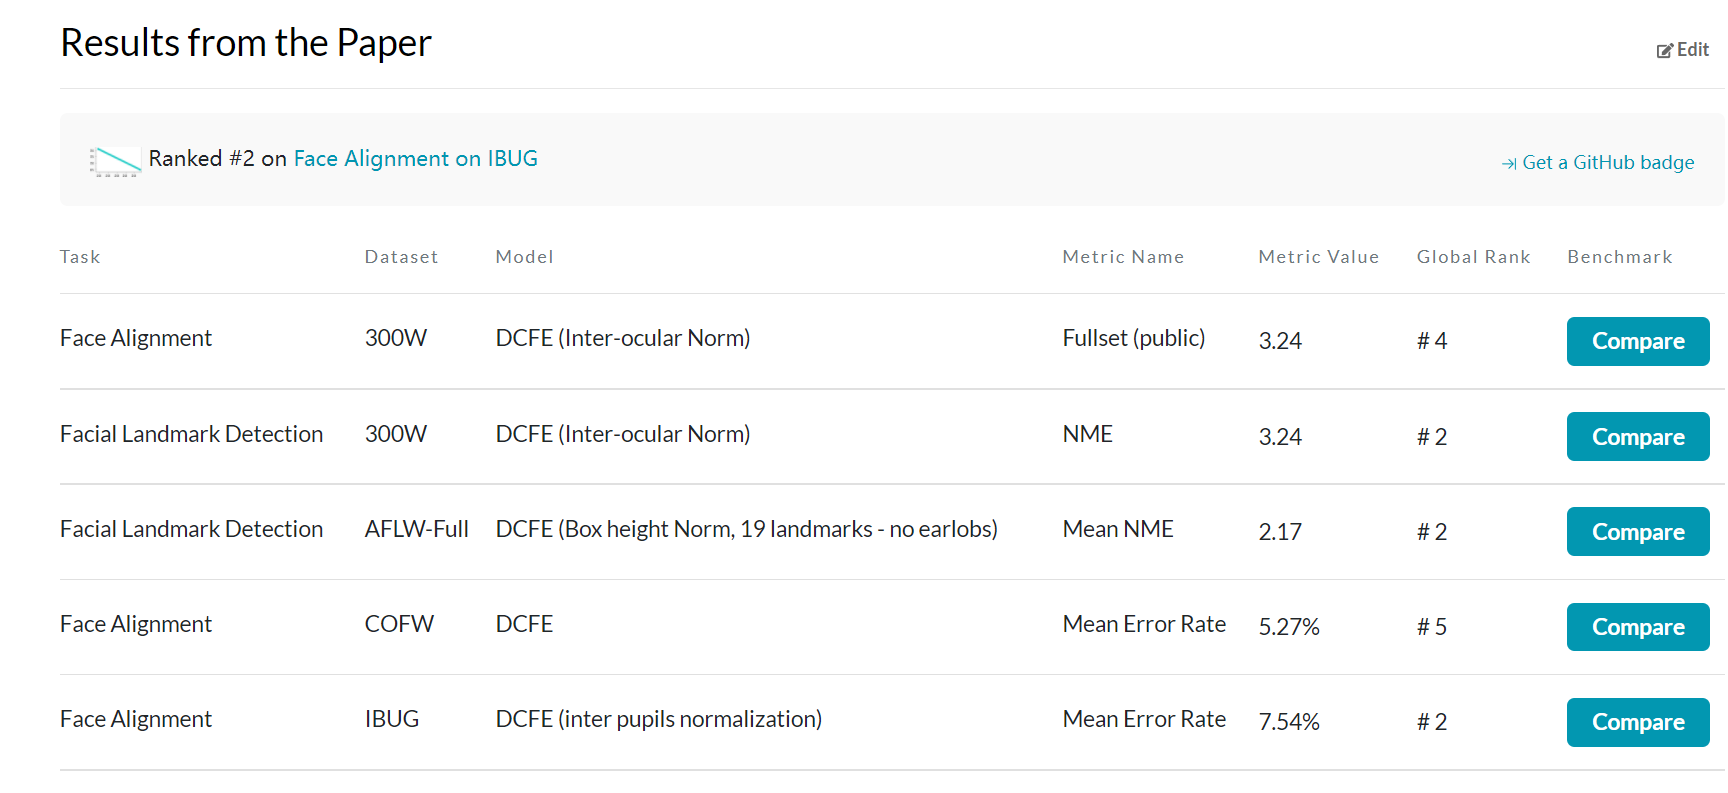 Results from the Paper
Edit
Ranked #2 on Face Alignment on IBUG
Get a GitHub badge
Task Dataset Model Metric Name Metric Value Global Rank Benchmark
Face Alignment 300W DCFE (Inter-ocular Norm) Fullset (public) 3.24 # 4 Compare
Facial Landmark Detection 300W DCFE (Inter-ocular Norm) NME 3.24 # 2 Compare
Facial Landmark Detection AFLW-Full DCFE (Box height Norm, 19 landmarks - no earlobs) Mean NME 2.17 # 2 Compare
Face Alignment COFW DCFE Mean Error Rate 5.27% # 5 Compare
Face Alignment IBUG DCFE (inter pupils normalization) Mean Error Rate 7.54% # 2 Compare